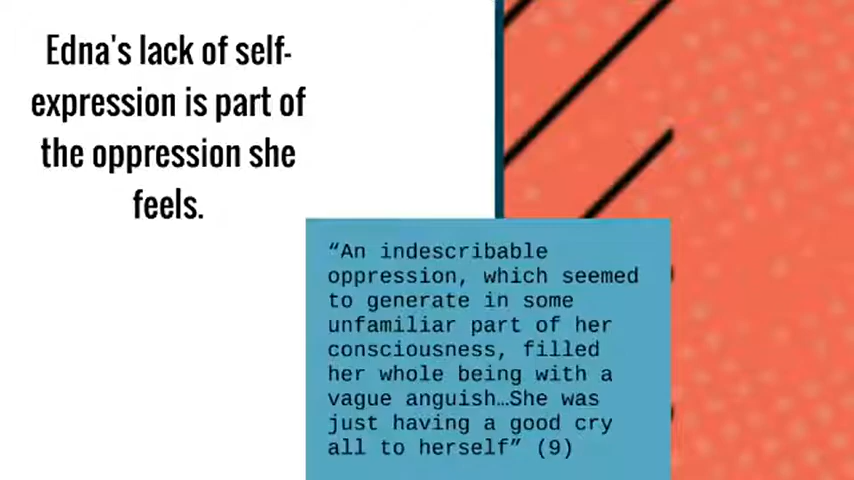 Edna's lack of self-
expression is part of
the oppression she
feels.
“An indescribable
oppression, which seemed
to generate in some
unfamiliar part of her
consciousness, filled
her whole being with a
vague anguish…She was
just having a good cry
all to herself” (9)